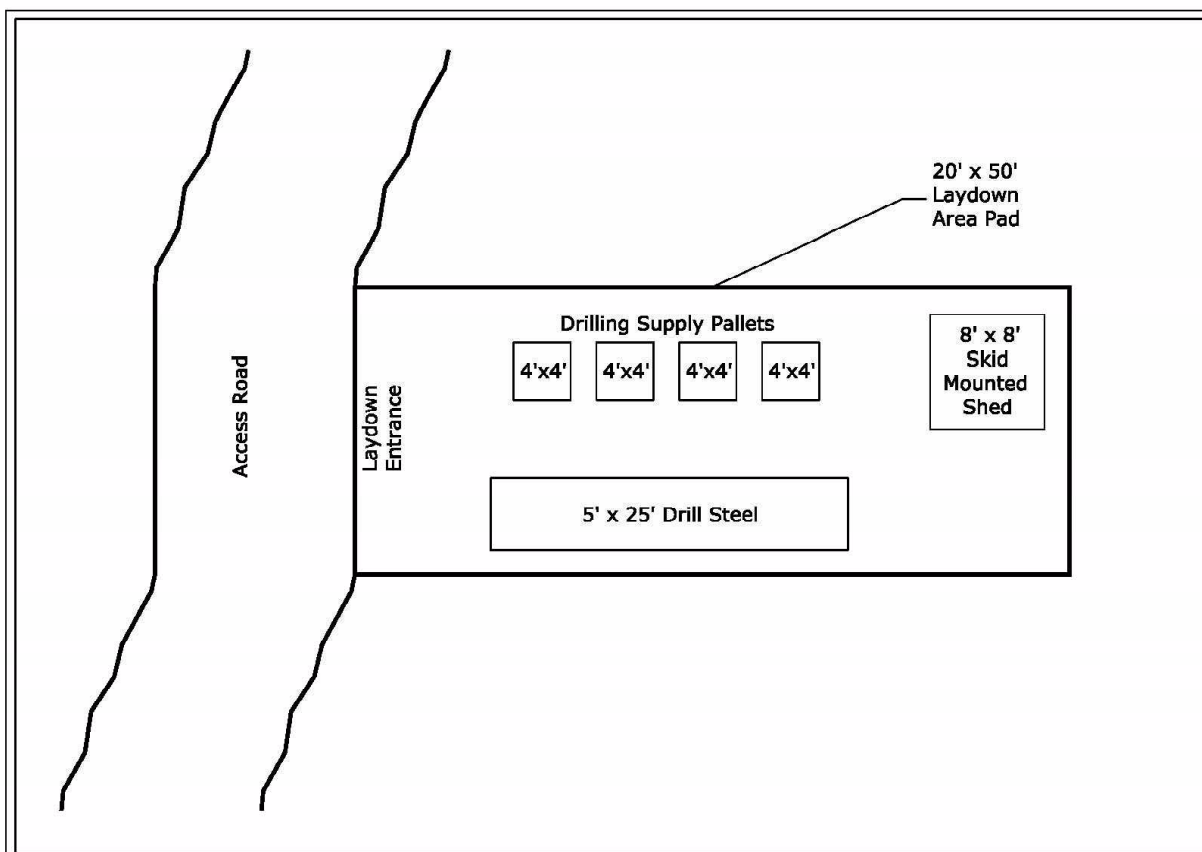 20' x 50'
Laydown
Area Pad
Drilling Supply Pallets
4'x4' 4'x4' 4'x4' 4'x4'
8' x 8'
Skid
Mounted
Shed
Access Road
Laydown
Entrance
5' x 25' Drill Steel